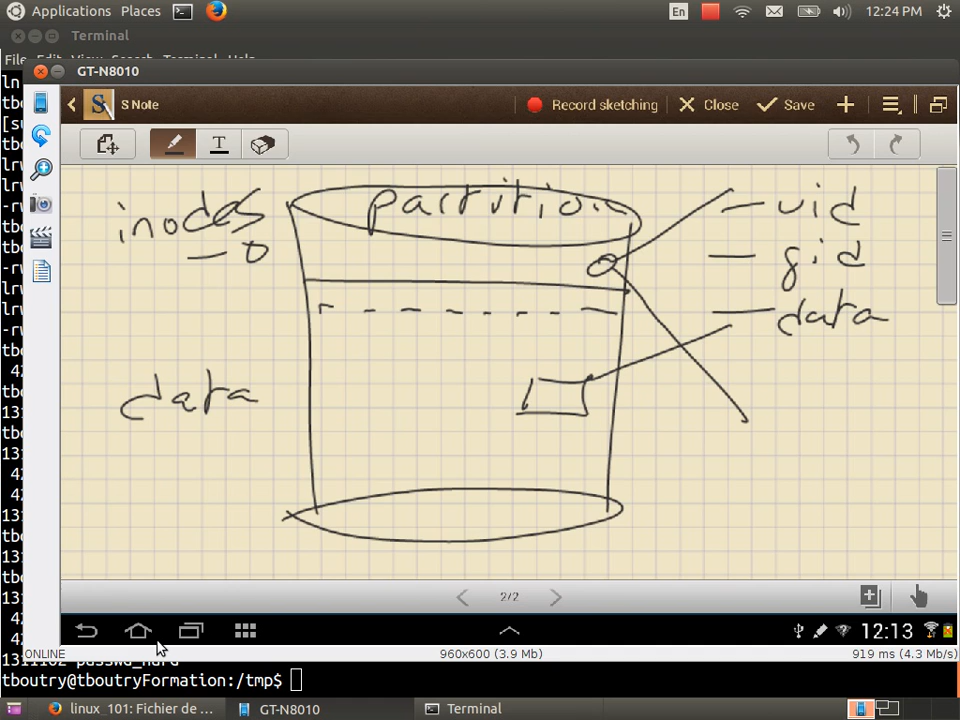 Applications Places En 12:24 PM
Terminal
GT-N8010
S Note Record sketching Close Save
T
inodes partition - uid
- 0 - gid
- data
data
2/2
12:13
ONLINE 960x600 (3.9 Mb) 919 ms (4.3 Mb/s)
tboutry@tboutryFormation:/tmp$
linux_101: Fichier de ... GT-N8010 Terminal